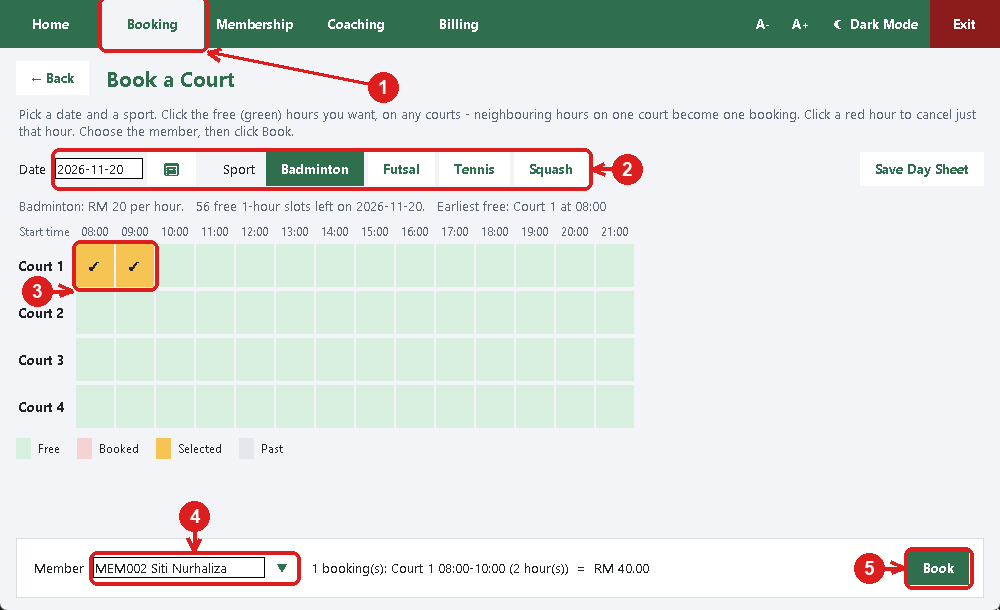 Home Booking Membership Coaching Billing A- A+ ☾ Dark Mode Exit
1
← Back Book a Court
Pick a date and a sport. Click the free (green) hours you want, on any courts - neighbouring hours on one court become one booking. Click a red hour to cancel just
that hour. Choose the member, then click Book.
Date 2026-11-20 Sport Badminton Futsal Tennis Squash 2 Save Day Sheet
Badminton: RM 20 per hour. 56 free 1-hour slots left on 2026-11-20. Earliest free: Court 1 at 08:00
Start time 08:00 09:00 10:00 11:00 12:00 13:00 14:00 15:00 16:00 17:00 18:00 19:00 20:00 21:00
Court 1 ✓ ✓
3
Court 2
Court 3
Court 4
Free Booked Selected Past
4
Member MEM002 Siti Nurhaliza ▼ 1 booking(s): Court 1 08:00-10:00 (2 hour(s)) = RM 40.00 5 Book